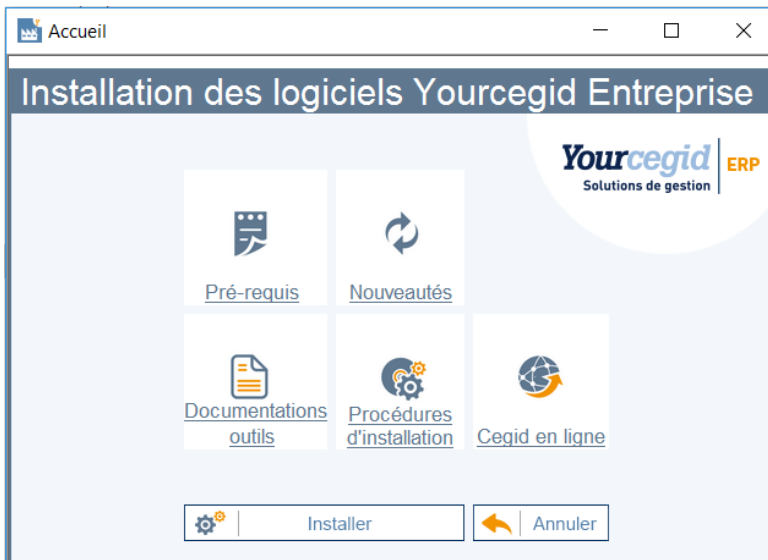 Accueil
Installation des logiciels Yourcegid Entreprise
Yourcegid ERP
Solutions de gestion
Pré-requis
Nouveautés
Documentations
outils
Procédures
d'installation
Cegid en ligne
Installer
Annuler